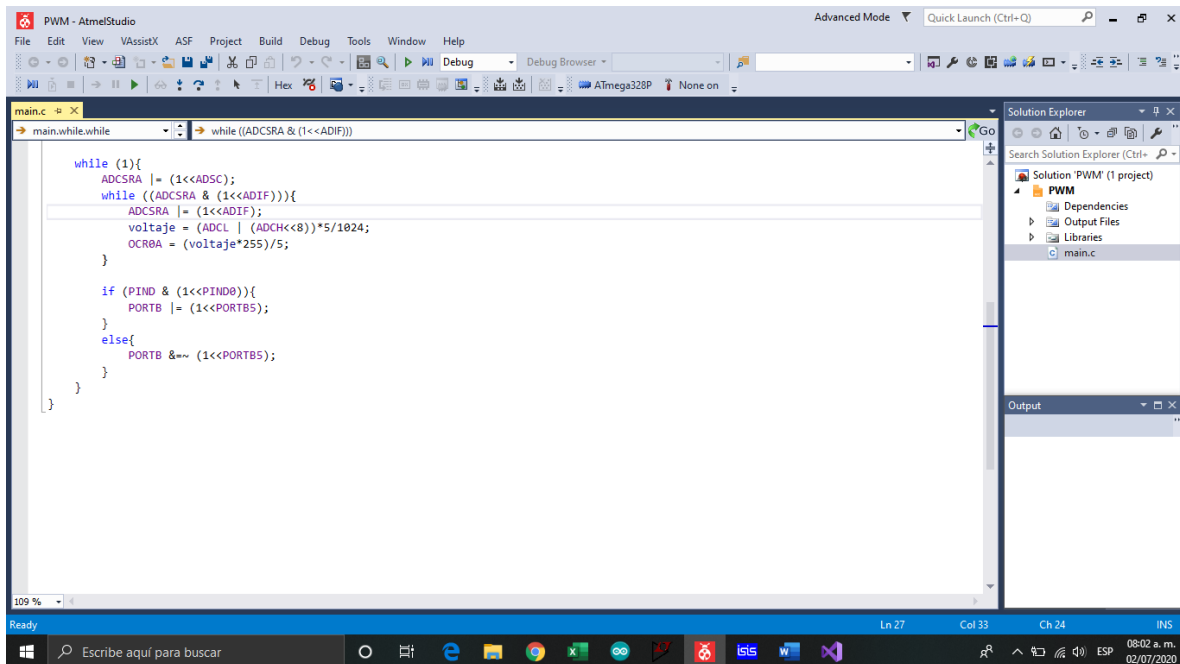 PWM - AtmelStudio
Advanced Mode
Quick Launch (Ctrl+Q)
File Edit View VAssistX ASF Project Build Debug Tools Window Help
Debug
Debug Browser
Hex
ATmega328P
None on
main.c
main.while.while
while ((ADCSRA & (1<<ADIF)))
Go
while (1){
ADCSRA |= (1<<ADSC);
while ((ADCSRA & (1<<ADIF))){
ADCSRA |= (1<<ADIF);
voltaje = (ADCL | (ADCH<<8))*5/1024;
OCR0A = (voltaje*255)/5;
}
if (PIND & (1<<PIND0)){
PORTB |= (1<<PORTB5);
}
else{
PORTB &=~ (1<<PORTB5);
}
}
}
109 %
Solution Explorer
Search Solution Explorer (Ctrl+
Solution 'PWM' (1 project)
PWM
Dependencies
Output Files
Libraries
main.c
Output
Ready
Ln 27
Col 33
Ch 24
INS
Escribe aquí para buscar
isis
ESP
08:02 a. m.
02/07/2020